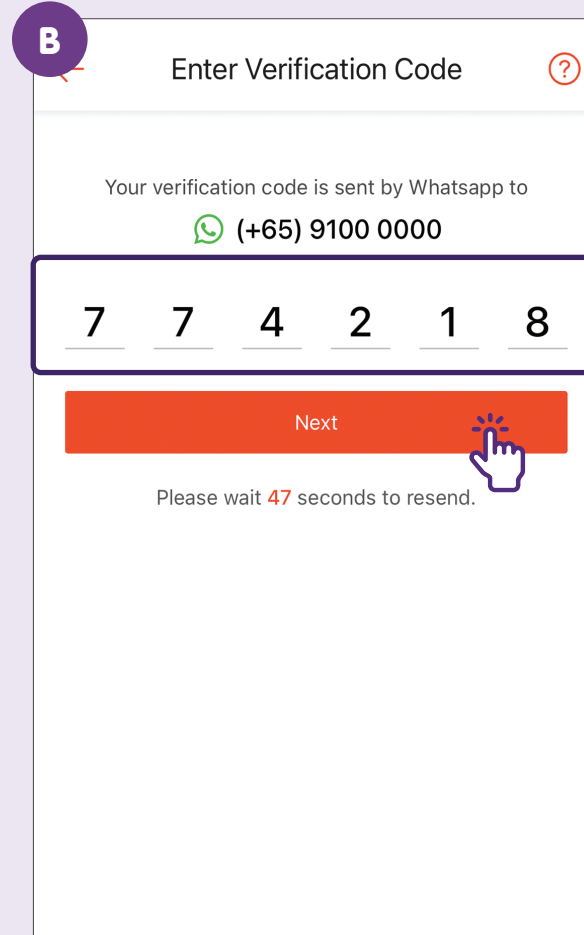 B
Enter Verification Code ?
Your verification code is sent by Whatsapp to
(+65) 9100 0000
7 7 4 2 1 8
Next
Please wait 47 seconds to resend.